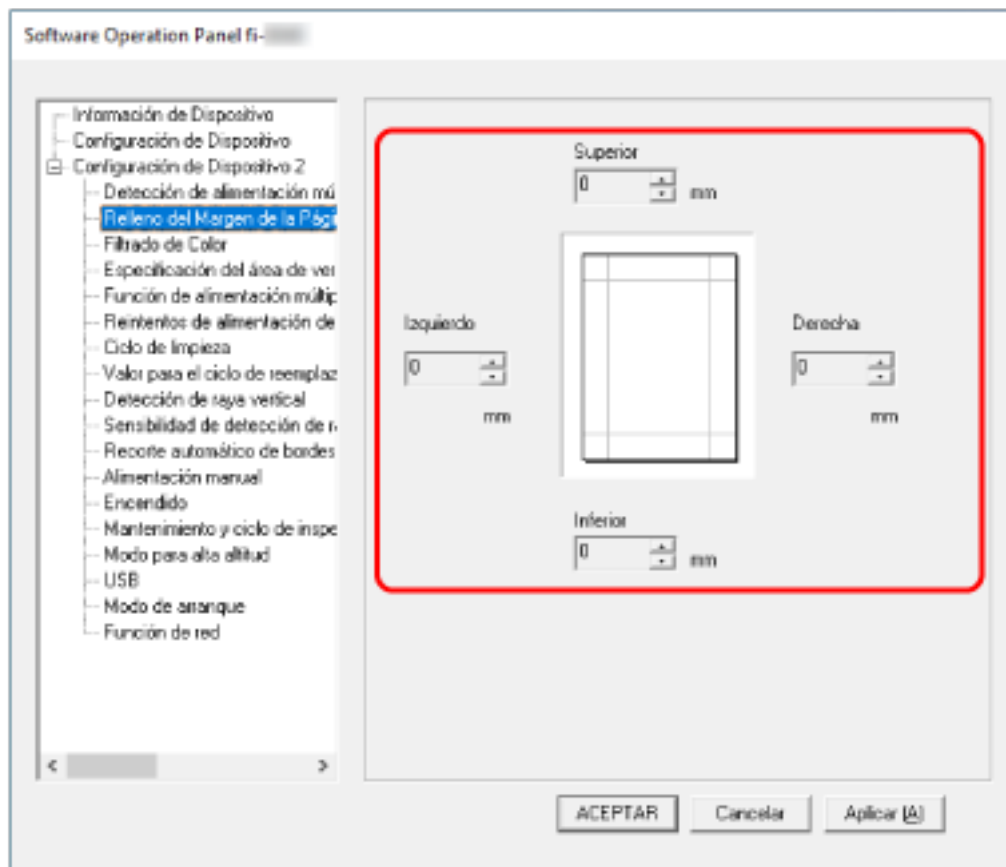 Software Operation Panel fi-
Información de Dispositivo
Configuración de Dispositivo
Configuración de Dispositivo 2
Detección de alimentación mú
Relleno del Margen de la Pági
Filtrado de Color
Especificación del área de ver
Función de alimentación múltip
Reintentos de alimentación de
Ciclo de limpieza
Valor para el ciclo de reemplaz
Detección de raya vertical
Sensibilidad de detección de r
Recorte automático de bordes
Alimentación manual
Encendido
Mantenimiento y ciclo de inspe
Modo para alta altitud
USB
Modo de arranque
Función de red
Superior
0 mm
Izquierdo
0
mm
Derecha
0
mm
Inferior
0 mm
ACEPTAR Cancelar Aplicar (A)